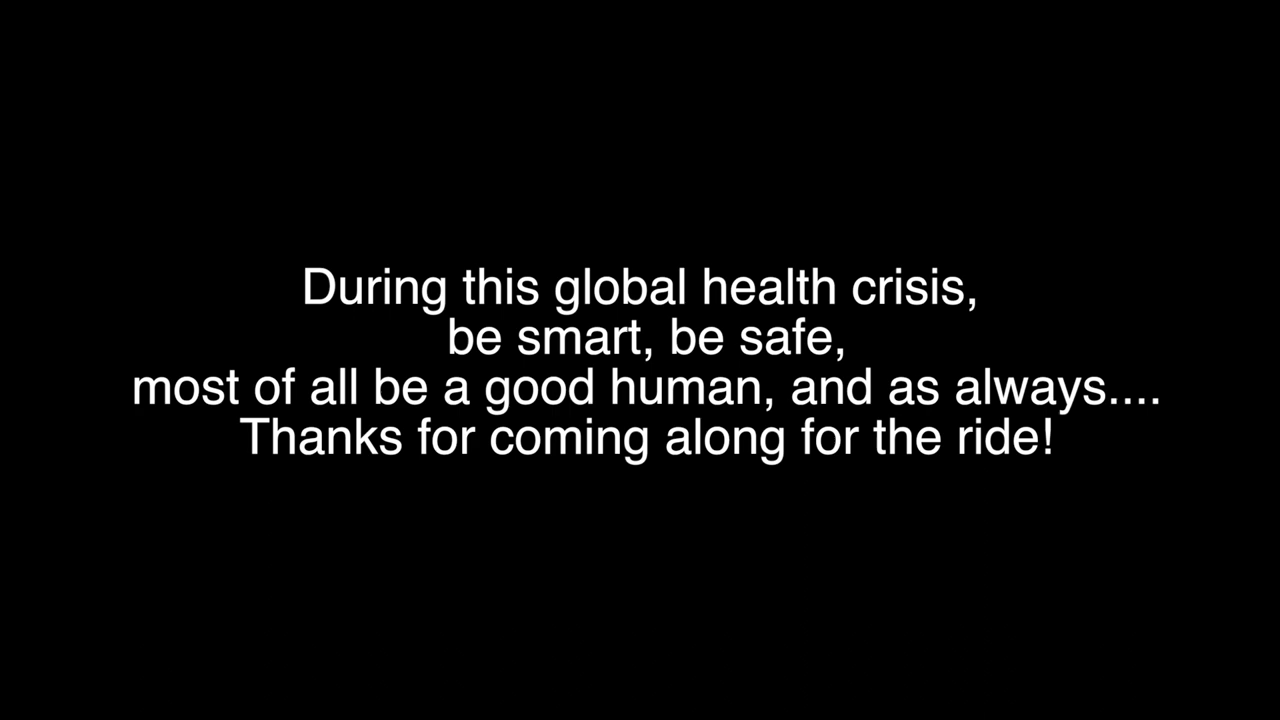 During this global health crisis,
be smart, be safe,
most of all be a good human, and as always....
Thanks for coming along for the ride!